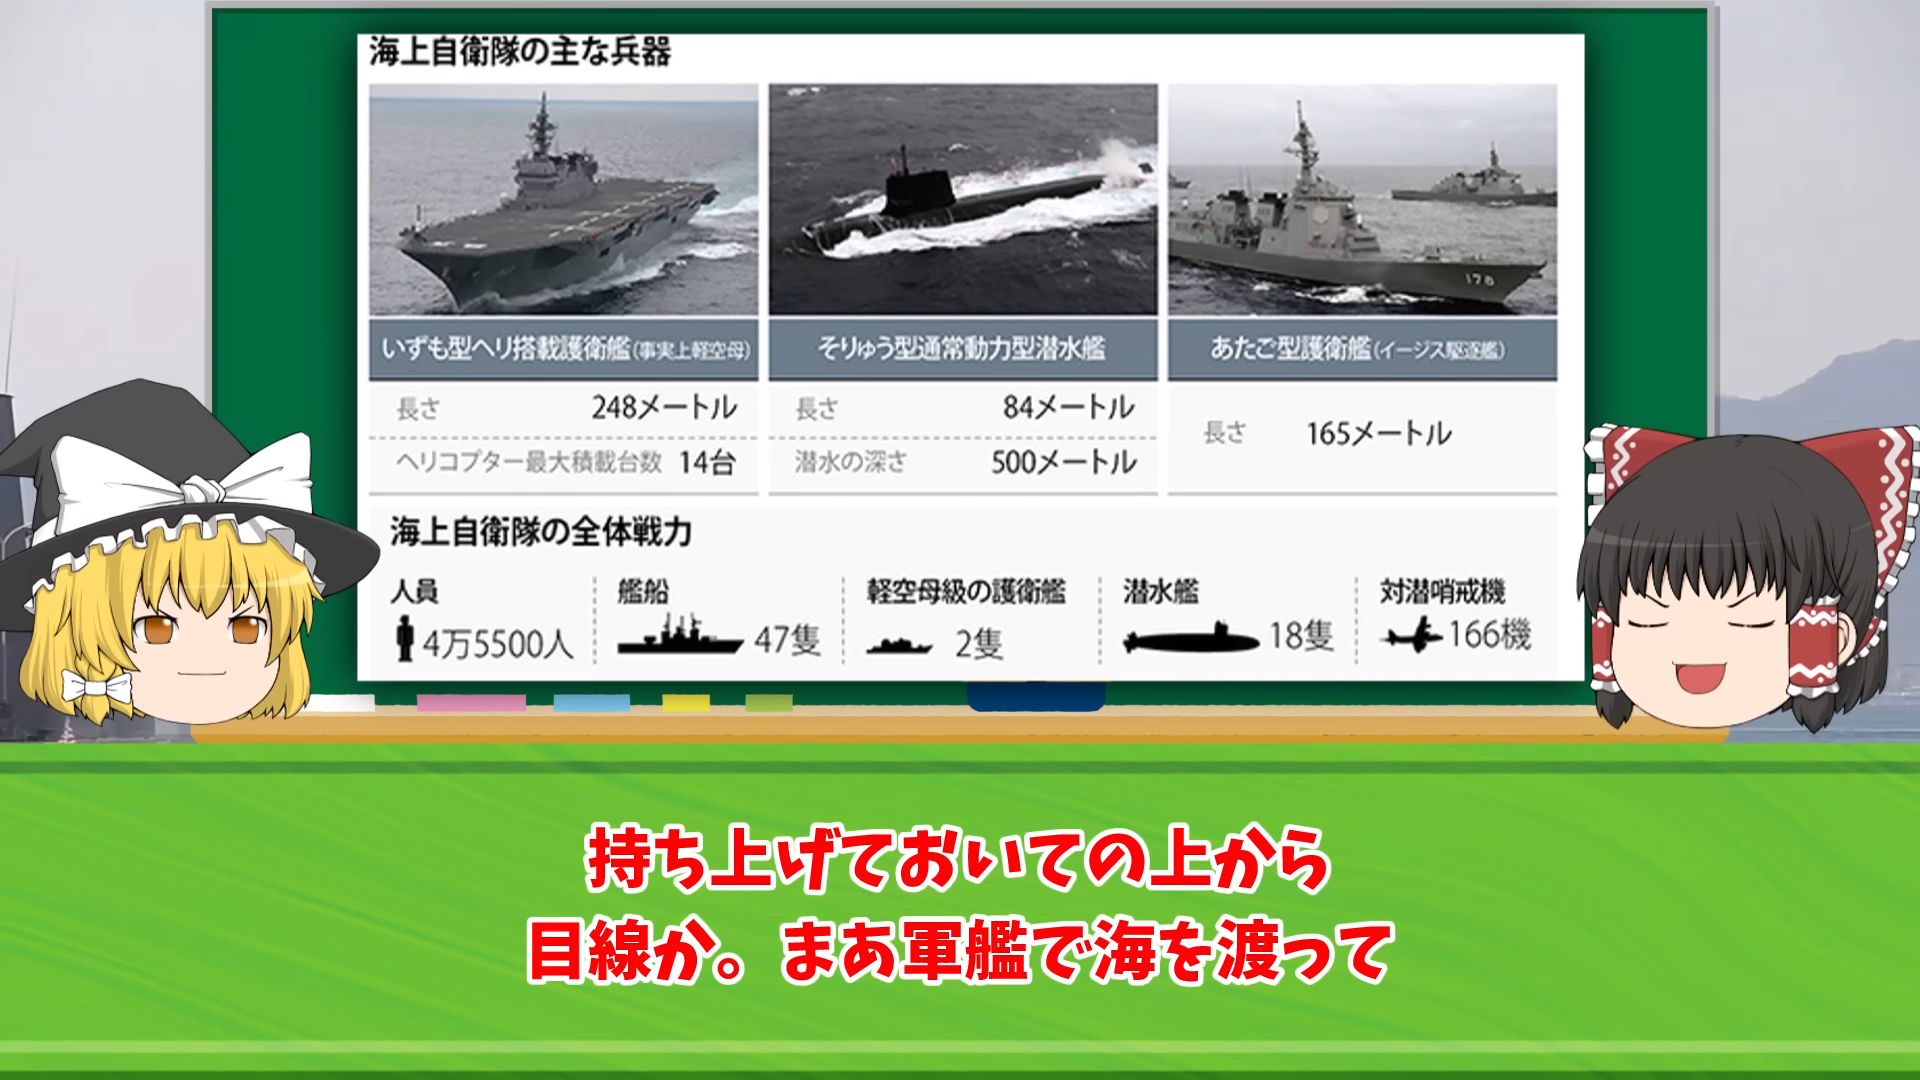 海上自衛隊の主な兵器
いずも型ヘリ搭載護衛艦(事実上軽空母)
長さ 248メートル
ヘリコプター最大積載台数 14台
そりゅう型通常動力型潜水艦
長さ 84メートル
潜水の深さ 500メートル
178
あたご型護衛艦(イージス駆逐艦)
長さ 165メートル
海上自衛隊の全体戦力
人員
4万5500人
艦船
47隻
軽空母級の護衛艦
2隻
潜水艦
18隻
対潜哨戒機
166機
持ち上げておいての上から
目線か。まあ軍艦で海を渡って